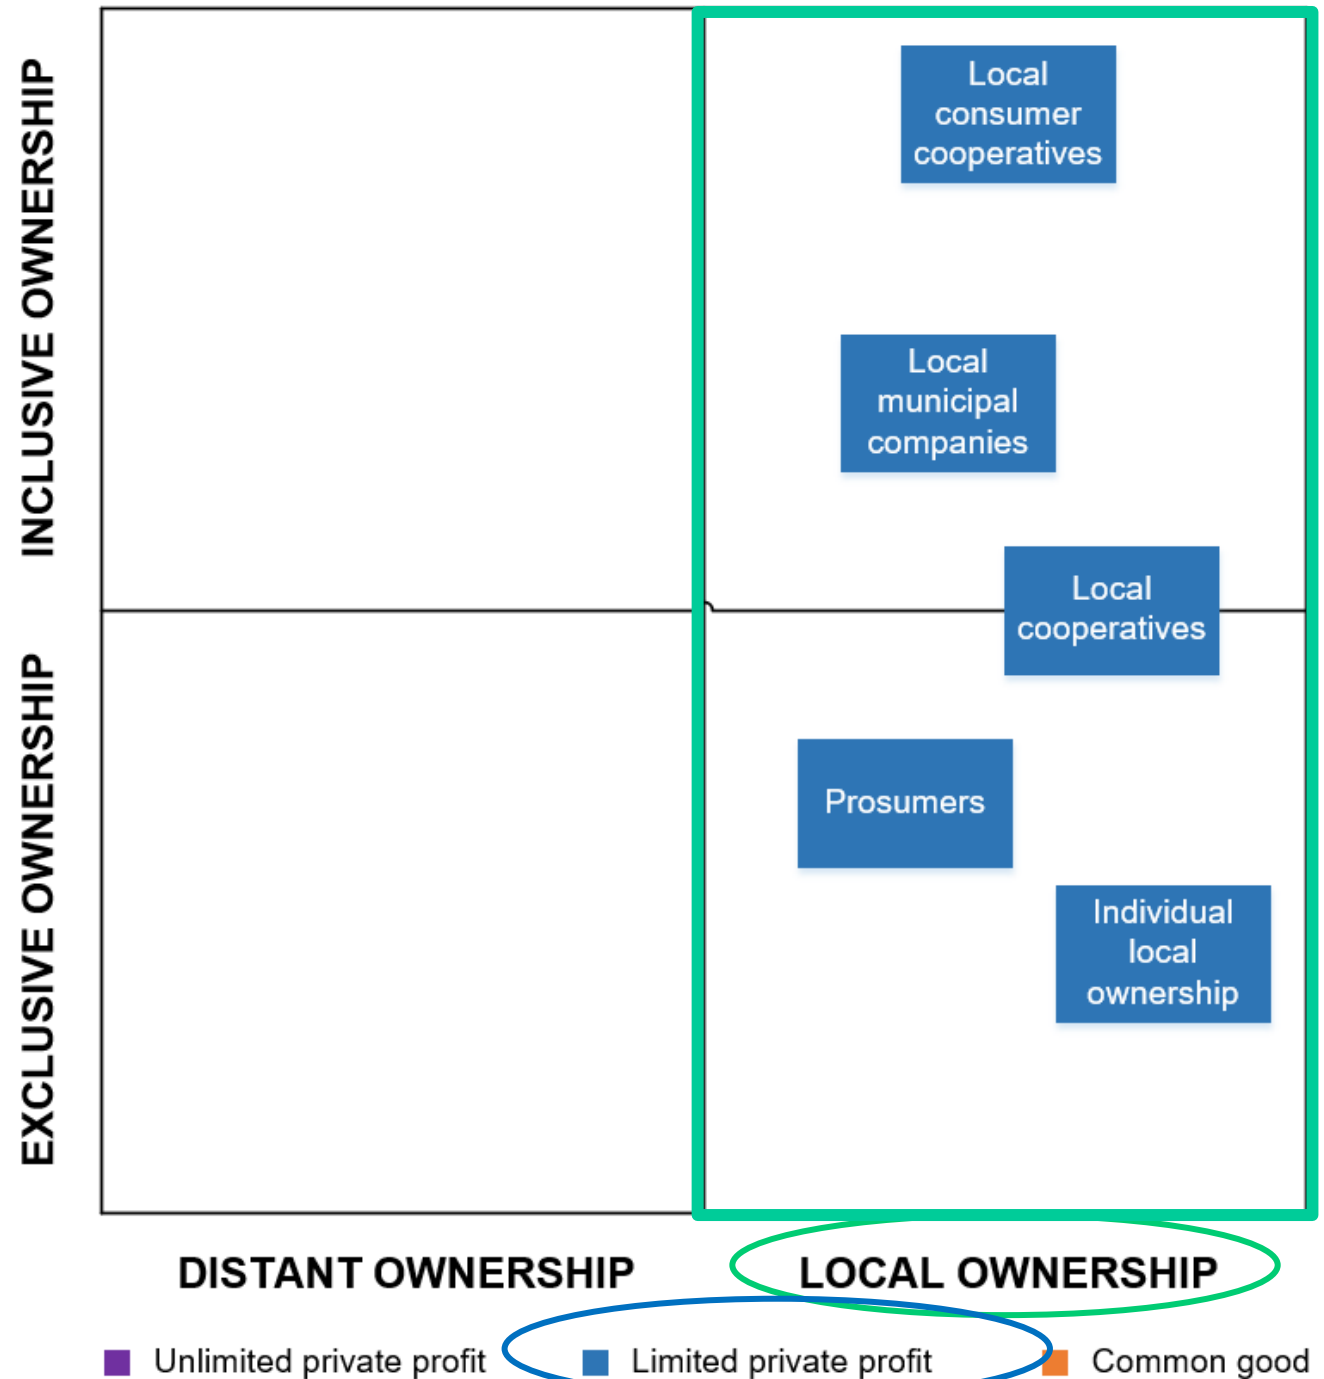 INCLUSIVE OWNERSHIP
EXCLUSIVE OWNERSHIP
Local
consumer
cooperatives
Local
municipal
companies
Local
cooperatives
Prosumers
Individual
local
ownership
DISTANT OWNERSHIP
LOCAL OWNERSHIP
Unlimited private profit
Limited private profit
Common good